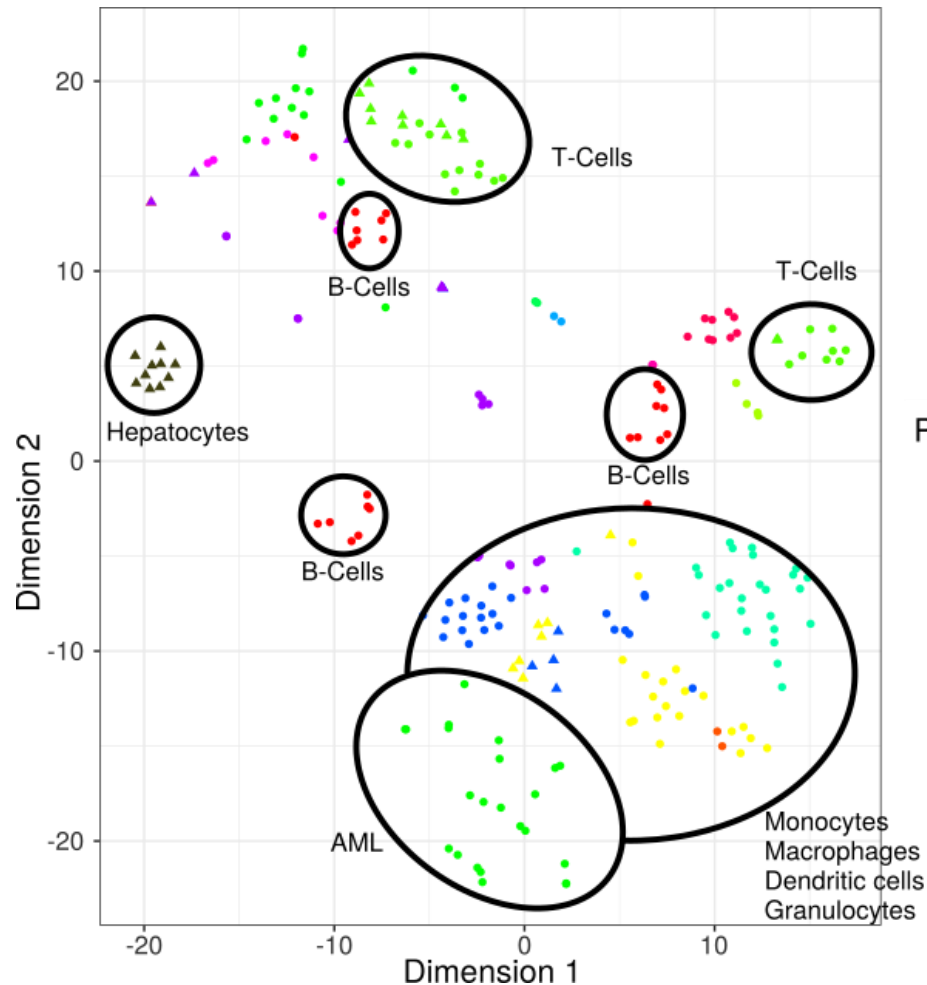 20
T-Cells
B-Cells
T-Cells
10
Hepatocytes
F
B-Cells
0
B-Cells
Dimension 2
-10
AML
Monocytes
Macrophages
Dendritic cells
Granulocytes
-20
-20 -10 0 10
Dimension 1